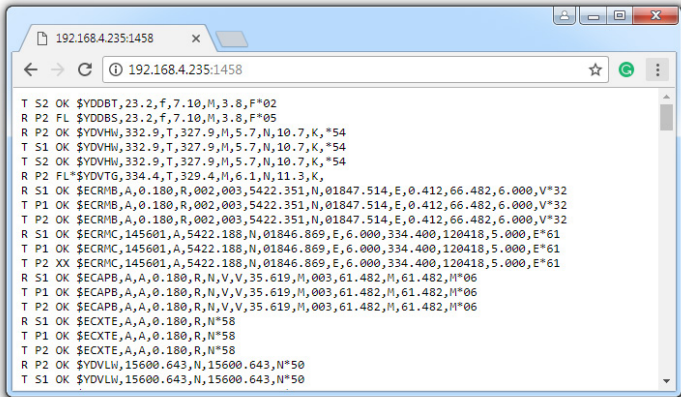 192.168.4.235:1458
192.168.4.235:1458
T S2 OK $YDDBT,23.2,f,7.10,M,3.8,F*02
R P2 FL $YDDBS,23.2,f,7.10,M,3.8,F*05
R P2 OK $YDVHW,332.9,T,327.9,M,5.7,N,10.7,K,*54
T S1 OK $YDVHW,332.9,T,327.9,M,5.7,N,10.7,K,*54
T S2 OK $YDVHW,332.9,T,327.9,M,5.7,N,10.7,K,*54
R P2 FL*$YDVTG,334.4,T,329.4,M,6.1,N,11.3,K,
R S1 OK $ECRMB,A,0.180,R,002,003,5422.351,N,01847.514,E,0.412,66.482,6.000,V*32
T P1 OK $ECRMB,A,0.180,R,002,003,5422.351,N,01847.514,E,0.412,66.482,6.000,V*32
T P2 OK $ECRMB,A,0.180,R,002,003,5422.351,N,01847.514,E,0.412,66.482,6.000,V*32
R S1 OK $ECRMC,145601,A,5422.188,N,01846.869,E,6.000,334.400,120418,5.000,E*61
T P1 OK $ECRMC,145601,A,5422.188,N,01846.869,E,6.000,334.400,120418,5.000,E*61
T P2 XX $ECRMC,145601,A,5422.188,N,01846.869,E,6.000,334.400,120418,5.000,E*61
R S1 OK $ECAPB,A,A,0.180,R,N,V,V,35.619,M,003,61.482,M,61.482,M*06
T P1 OK $ECAPB,A,A,0.180,R,N,V,V,35.619,M,003,61.482,M,61.482,M*06
T P2 OK $ECAPB,A,A,0.180,R,N,V,V,35.619,M,003,61.482,M,61.482,M*06
R S1 OK $ECXTE,A,A,0.180,R,N*58
T P1 OK $ECXTE,A,A,0.180,R,N*58
T P2 OK $ECXTE,A,A,0.180,R,N*58
R P2 OK $YDVLW,15600.643,N,15600.643,N*50
T S1 OK $YDVLW,15600.643,N,15600.643,N*50